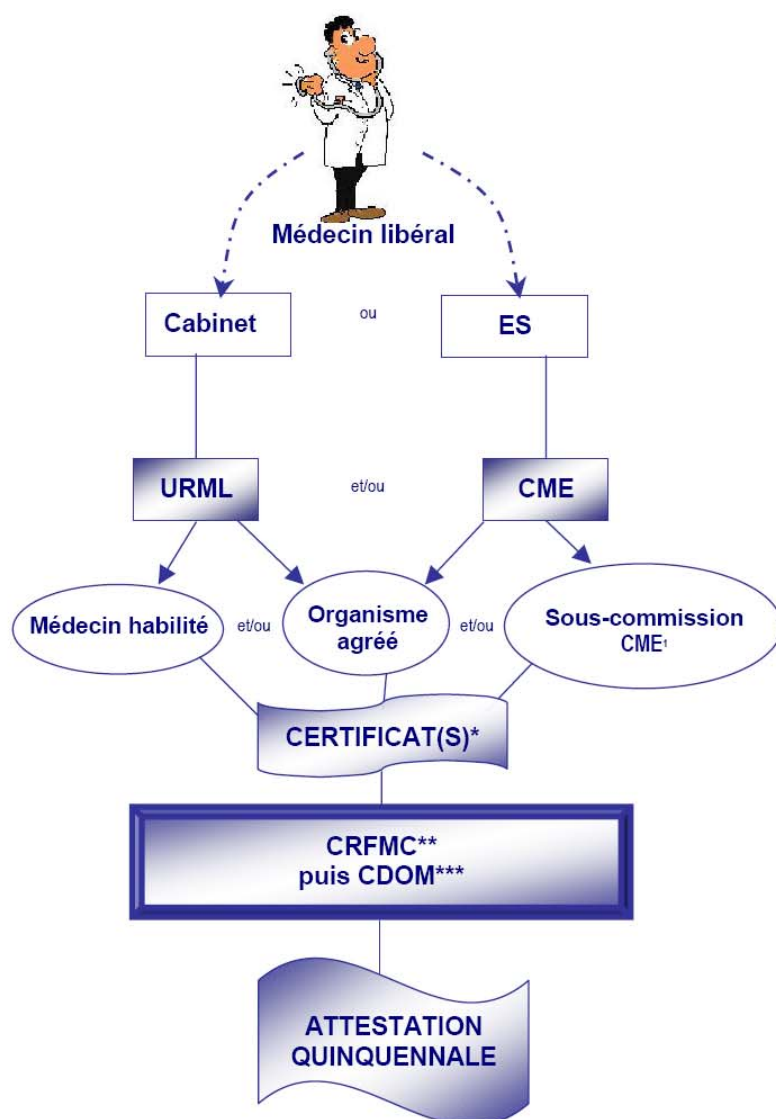 Médecin libéral
Cabinet
ou
ES
URML
et/ou
CME
Médecin habilité
et/ou
Organisme
agréé
et/ou
Sous-commission
CME¹
CERTIFICAT(S)*
CRFMC**
puis CDOM***
ATTESTATION
QUINQUENNALE